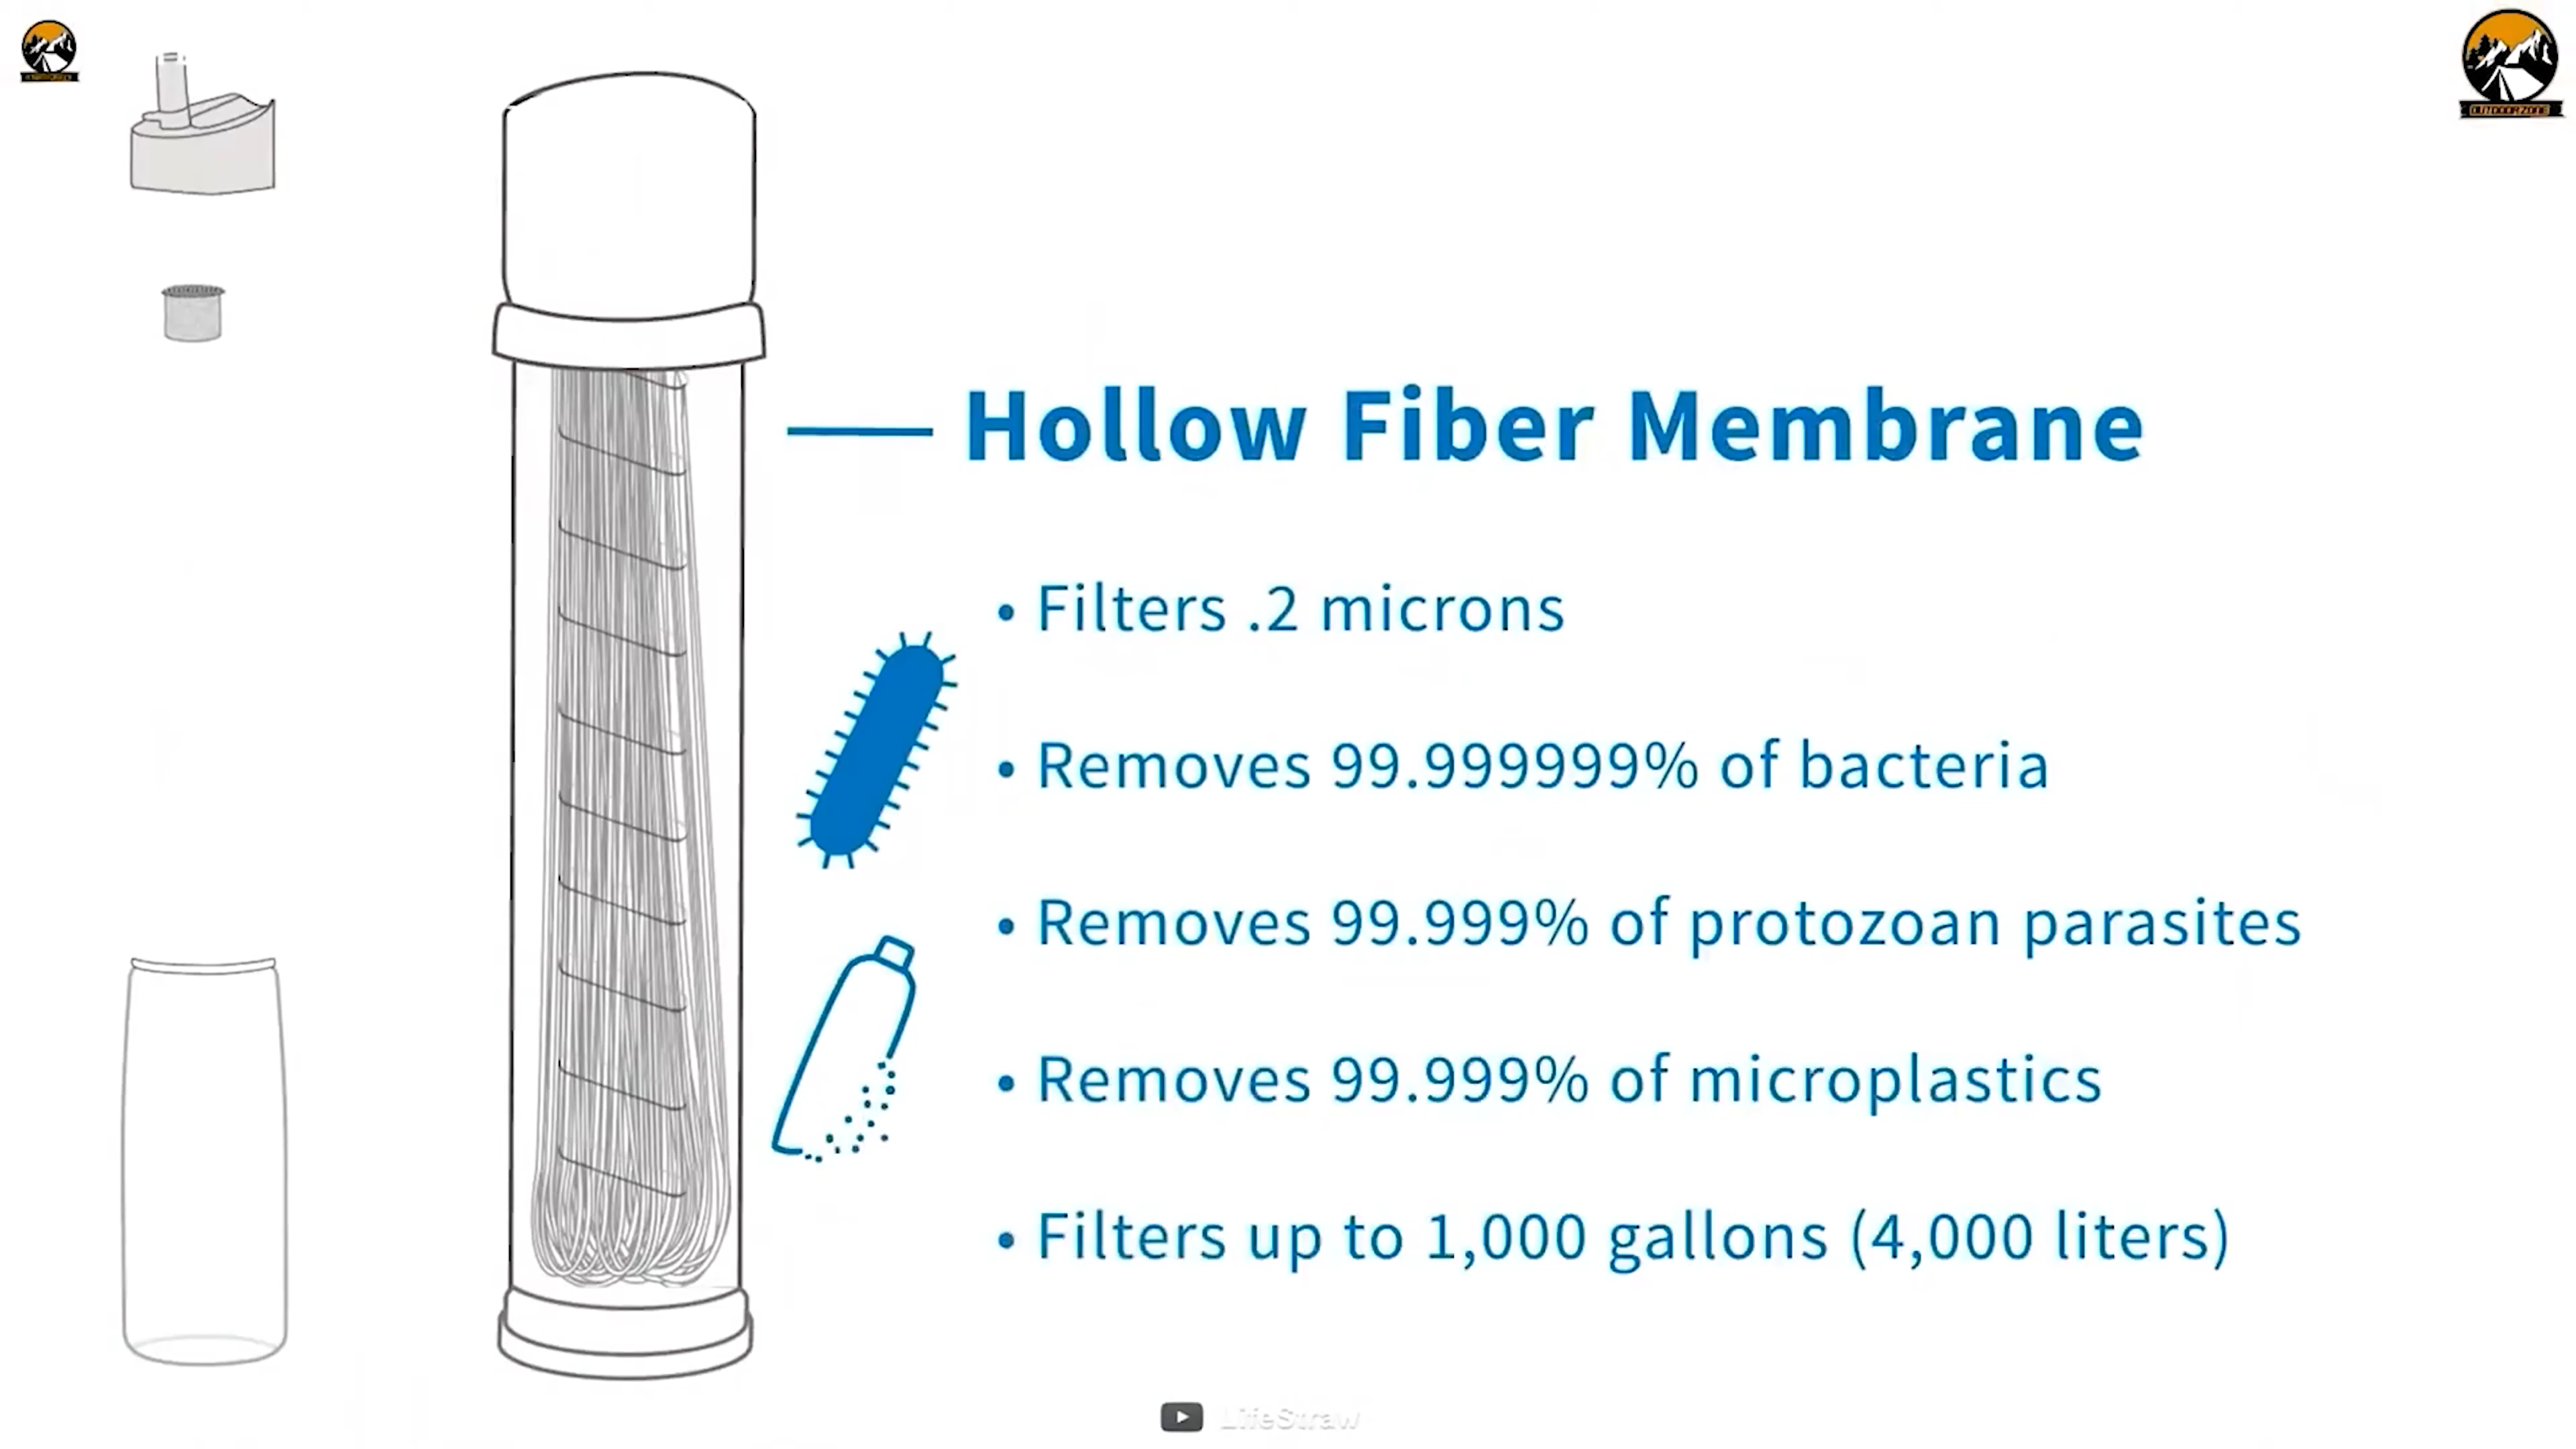 OUTDOORZONE
Hollow Fiber Membrane
• Filters .2 microns
• Removes 99.999999% of bacteria
• Removes 99.999% of protozoan parasites
• Removes 99.999% of microplastics
• Filters up to 1,000 gallons (4,000 liters)
LifeStraw